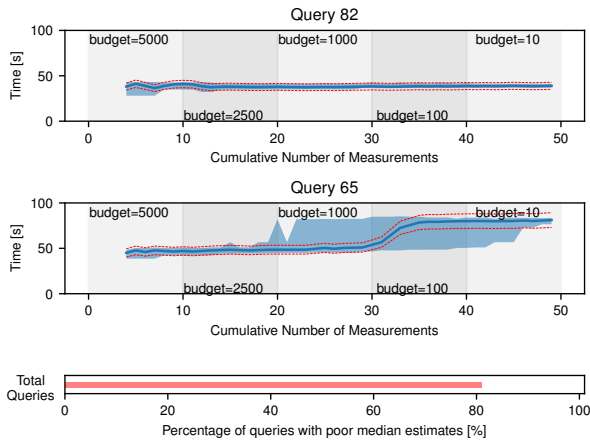 Query 82
100
budget=5000
budget=1000
budget=10
50
Time [s]
0
budget=2500
budget=100
0
10
20
30
40
50
Cumulative Number of Measurements
Query 65
100
budget=5000
budget=1000
budget=10
50
Time [s]
0
budget=2500
budget=100
0
10
20
30
40
50
Cumulative Number of Measurements
Total
Queries
0
20
40
60
80
100
Percentage of queries with poor median estimates [%]